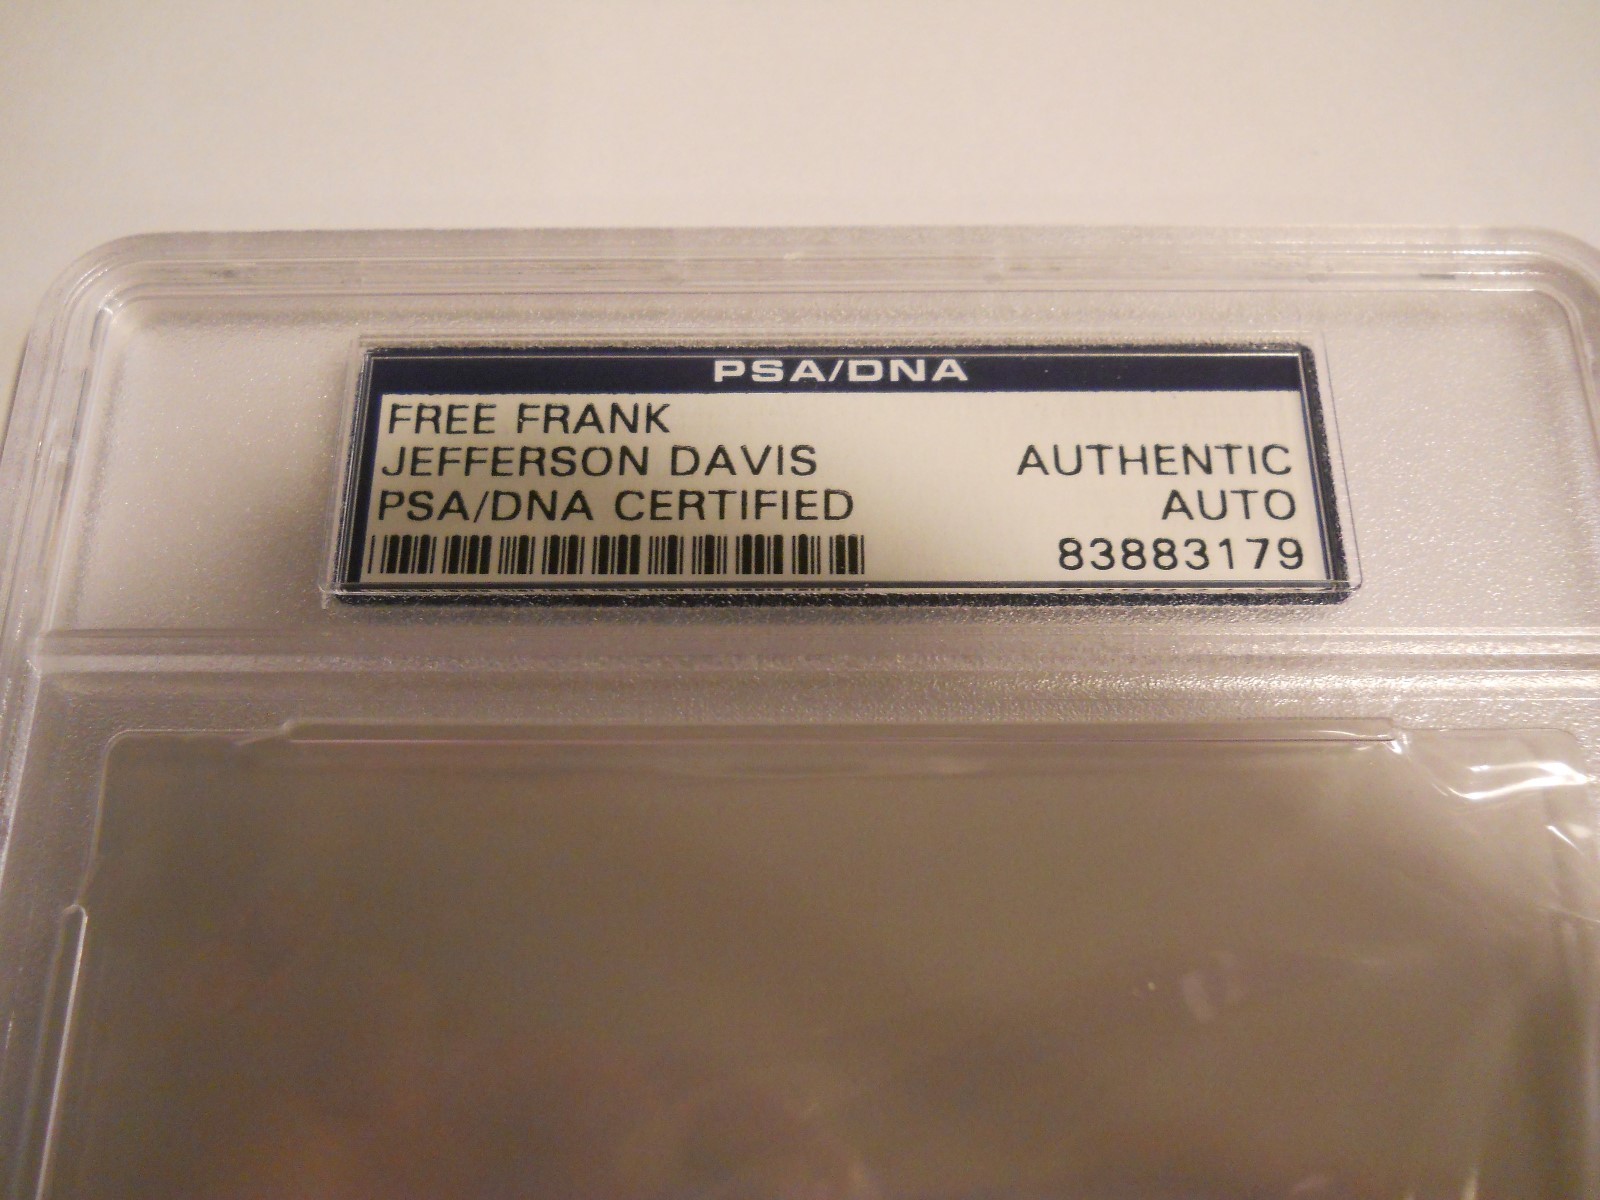 PSA/DNA
FREE FRANK
JEFFERSON DAVIS AUTHENTIC
PSA/DNA CERTIFIED AUTO
83883179